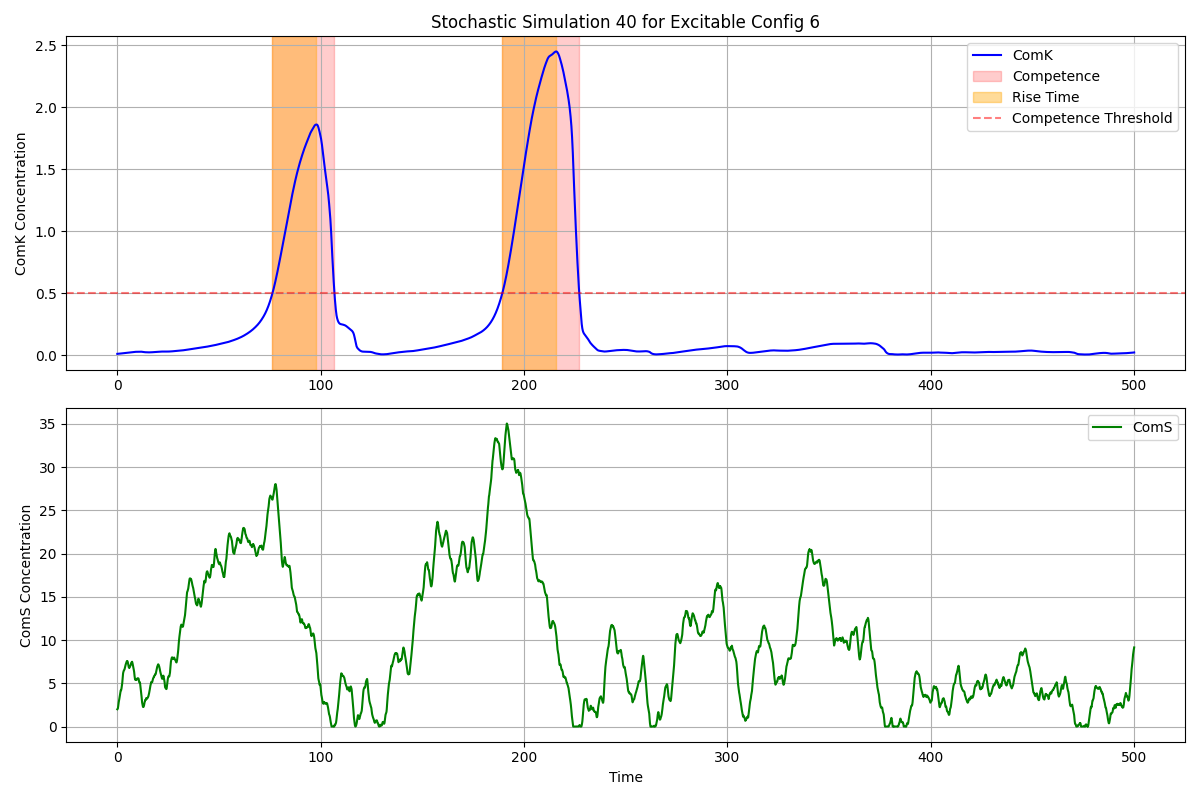 Stochastic Simulation 40 for Excitable Config 6
ComK Concentration
2.5
2.0
1.5
1.0
0.5
0.0
0 100 200 300 400 500
ComK
Competence
Rise Time
Competence Threshold
ComS Concentration
35
30
25
20
15
10
5
0
0 100 200 300 400 500
ComS
Time